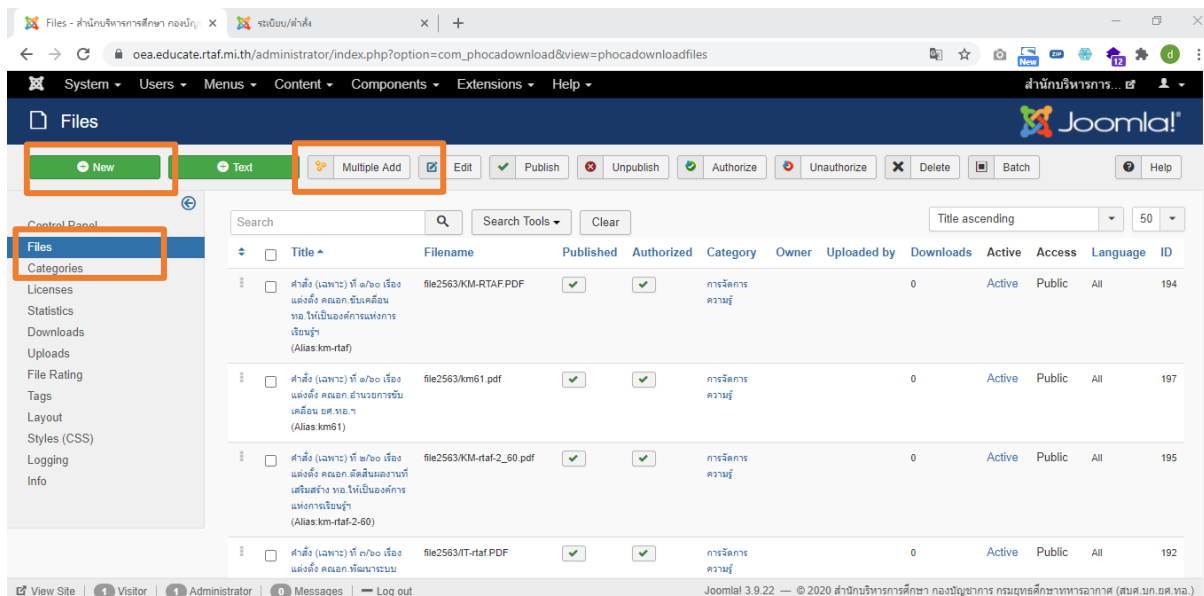 Files - สำนักบริหารการศึกษา กองบัญ
ระเบียบ/คำสั่ง
oea.educate.rtaf.mi.th/administrator/index.php?option=com_phocadownload&view=phocadownloadfiles
New
12
d
System Users Menus Content Components Extensions Help
สำนักบริหารการ...
Files
Joomla!
New Text Multiple Add Edit Publish Unpublish Authorize Unauthorize Delete Batch Help
Control Panel
Files
Categories
Licenses
Statistics
Downloads
Uploads
File Rating
Tags
Layout
Styles (CSS)
Logging
Info
Search Search Tools Clear Title ascending 50
Title Filename Published Authorized Category Owner Uploaded by Downloads Active Access Language ID
คำสั่ง (เฉพาะ) ที่ ๑/๖๐ เรื่อง file2563/KM-RTAF.PDF การจัดการ 0 Active Public All 194
แต่งตั้ง คณอก.ขับเคลื่อน ความรู้
ทอ.ให้เป็นองค์การแห่งการ
เรียนรู้ฯ
(Alias:km-rtaf)
คำสั่ง (เฉพาะ) ที่ ๑/๖๐ เรื่อง file2563/km61.pdf การจัดการ 0 Active Public All 197
แต่งตั้ง คณอก.อำนวยการขับ ความรู้
เคลื่อน ยศ.ทอ.ฯ
(Alias:km61)
คำสั่ง (เฉพาะ) ที่ ๒/๖๐ เรื่อง file2563/KM-rtaf-2_60.pdf การจัดการ 0 Active Public All 195
แต่งตั้ง คณอก.ตัดสินผลงานที่ ความรู้
เสริมสร้าง ทอ.ให้เป็นองค์การ
แห่งการเรียนรู้ฯ
(Alias:km-rtaf-2-60)
คำสั่ง (เฉพาะ) ที่ ๓/๖๐ เรื่อง file2563/IT-rtaf.PDF การจัดการ 0 Active Public All 192
แต่งตั้ง คณอก.พัฒนาระบบ ความรู้
View Site 1 Visitor 1 Administrator 0 Messages Log out
Joomla! 3.9.22 — © 2020 สำนักบริหารการศึกษา กองบัญชาการ กรมยุทธศึกษาทหารอากาศ (สบศ.บก.ยศ.ทอ.)